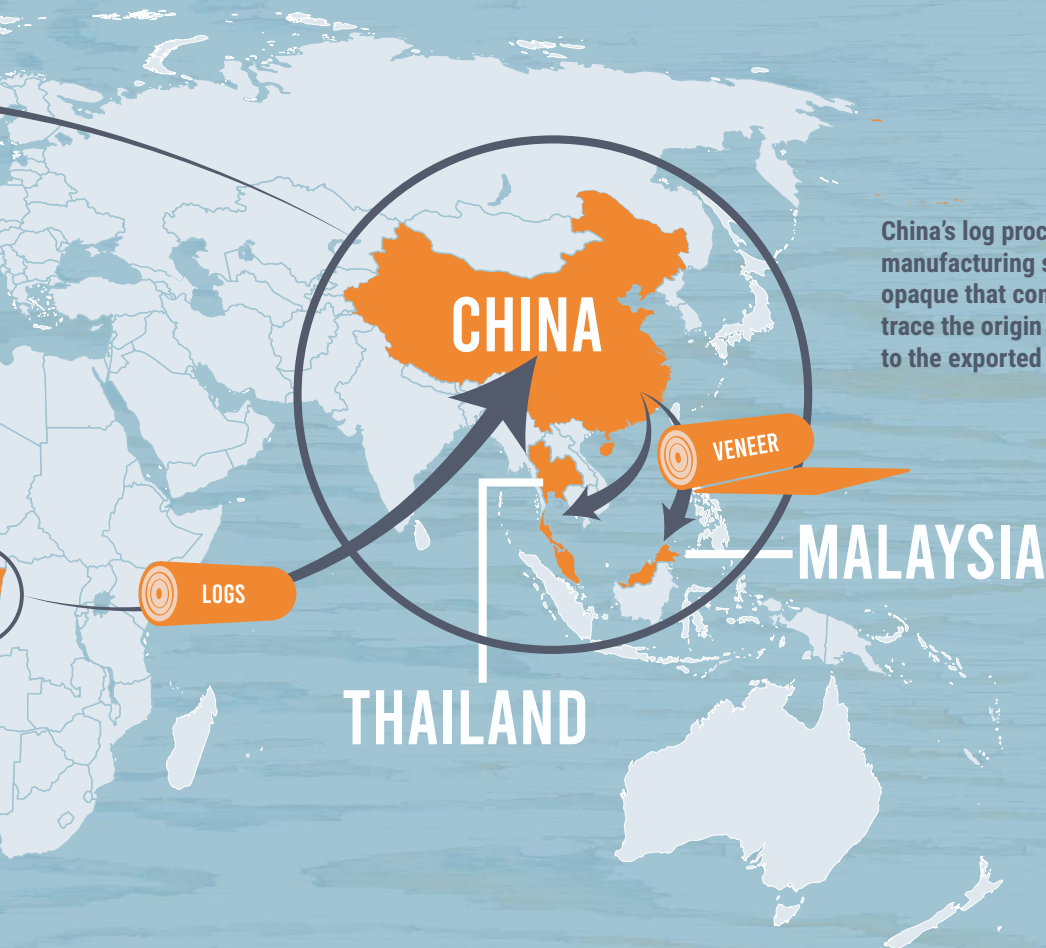 China’s log proc
manufacturing s
opaque that con
trace the origin
to the exported
CHINA
VENEER
MALAYSIA
LOGS
THAILAND